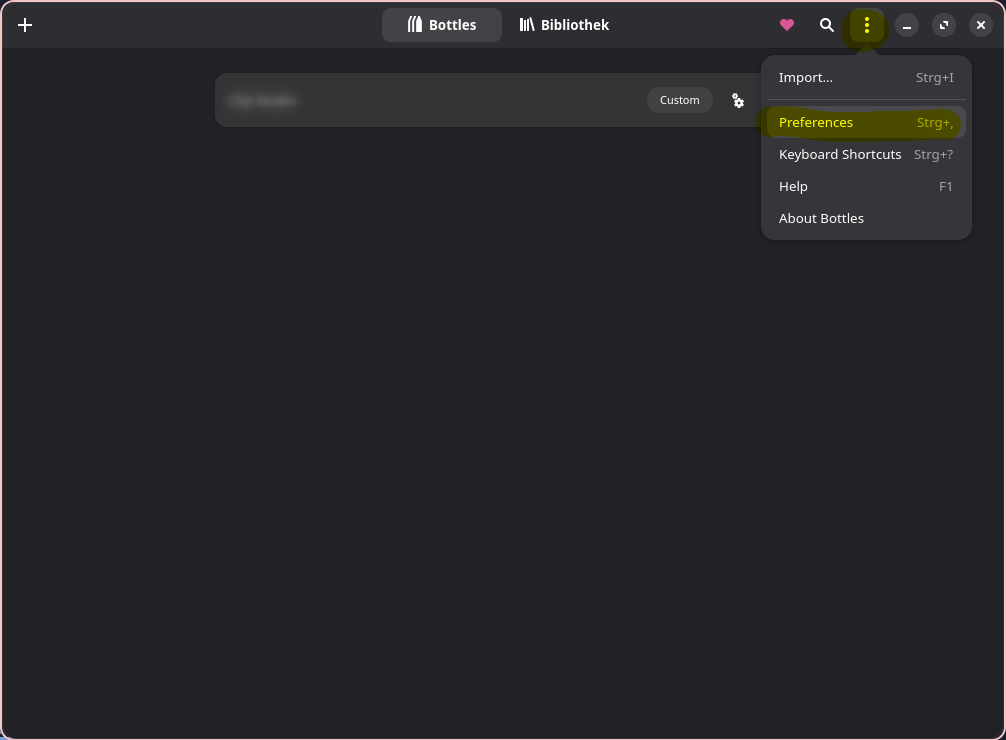 Bottles
Bibliothek
Custom
Import... Strg+I
Preferences Strg+,
Keyboard Shortcuts Strg+?
Help F1
About Bottles